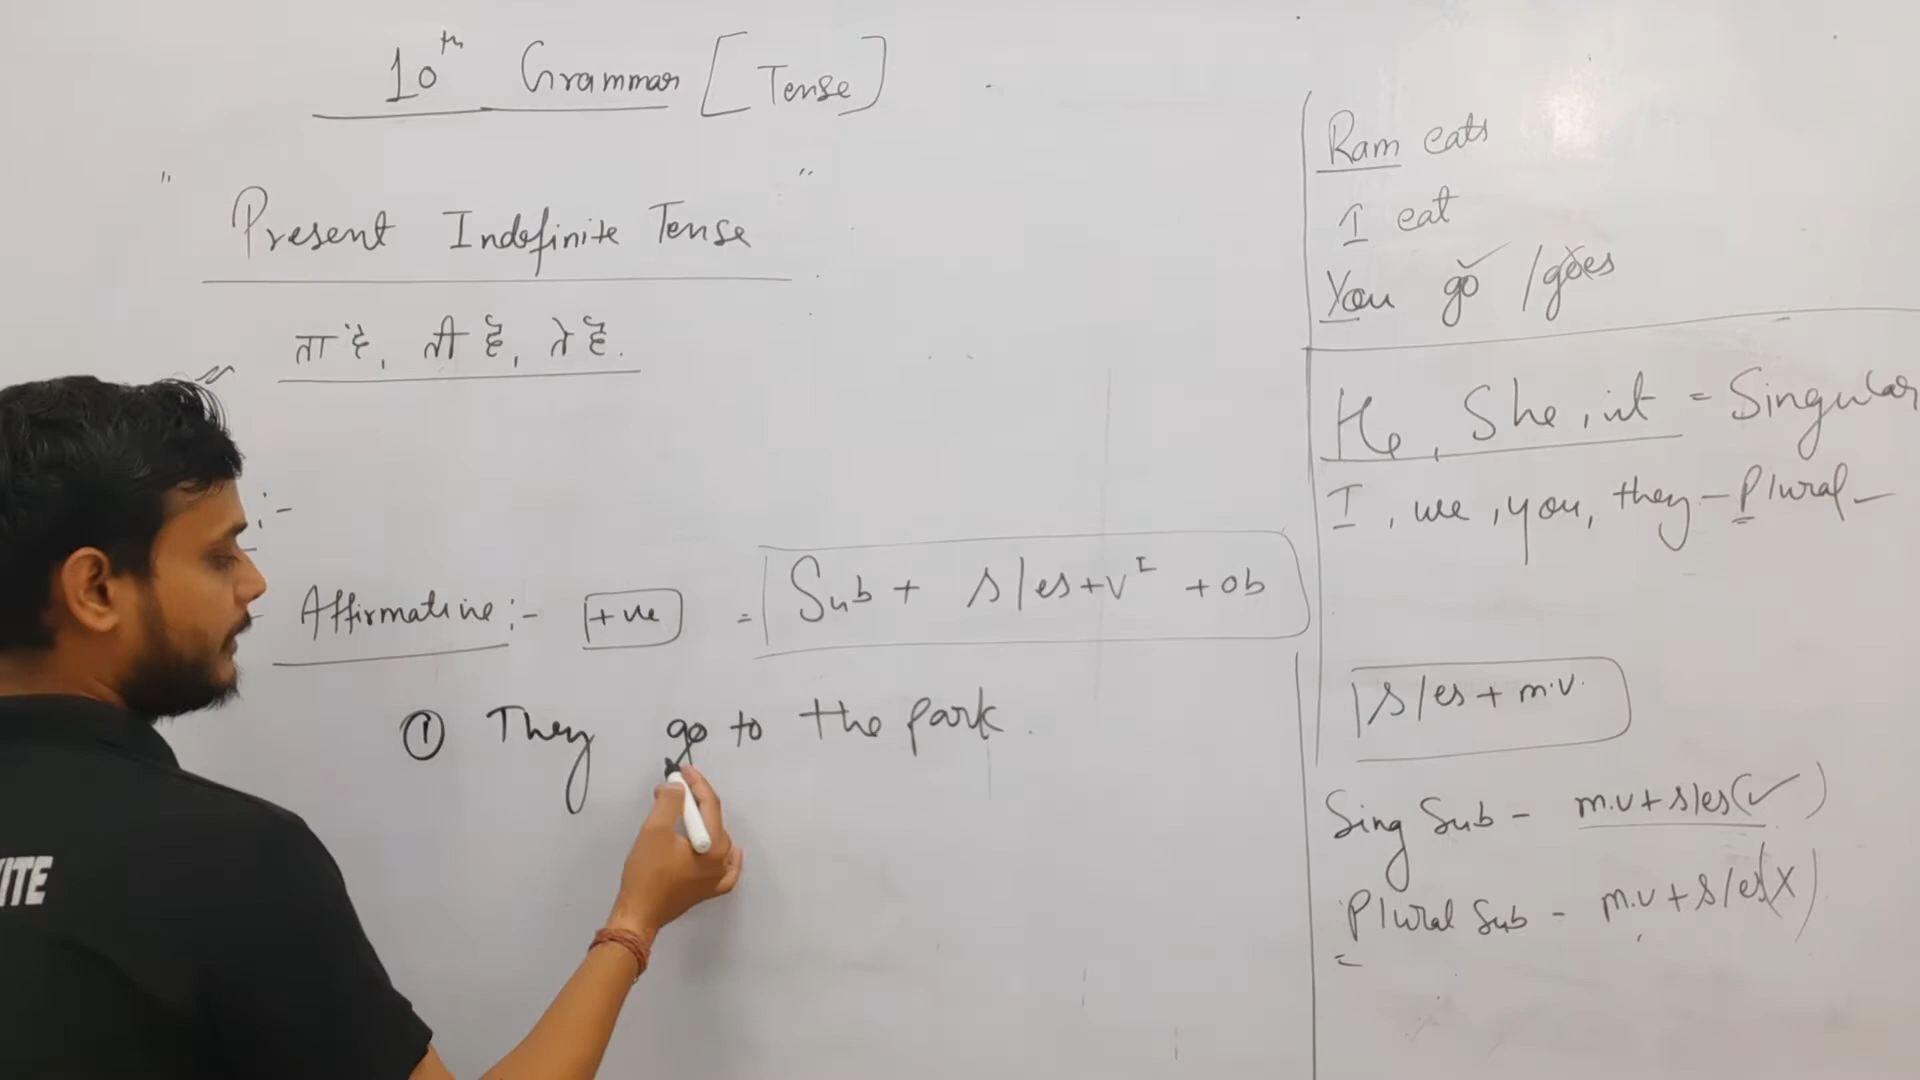 10th Grammar [Tense]
" Present Indefinite Tense "
ता है, ती है, ते है.
:-
Affirmative :- +ve = Sub + s/es+v I + ob
① They go to the park.
Ram eats
I eat
You go ✓ /goes x
He, She, it = Singular
I, we, you, they - Plural -
s/es + m.v.
Sing Sub - m.v + s/es(✓)
Plural Sub - m.v + s/es(X)
ITE